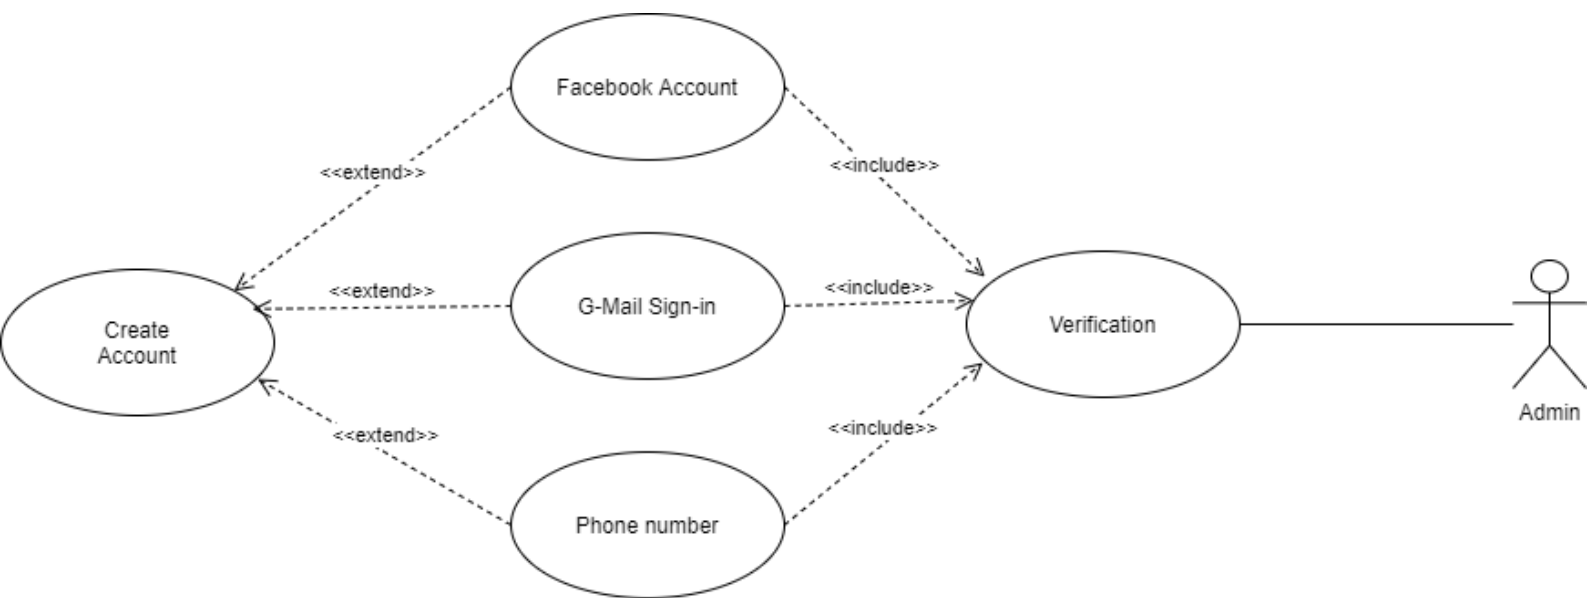 Facebook Account
<<extend>>
<<include>>
<<extend>>
<<include>>
G-Mail Sign-in
Create
Account
Verification
Admin
<<extend>>
<<include>>
Phone number